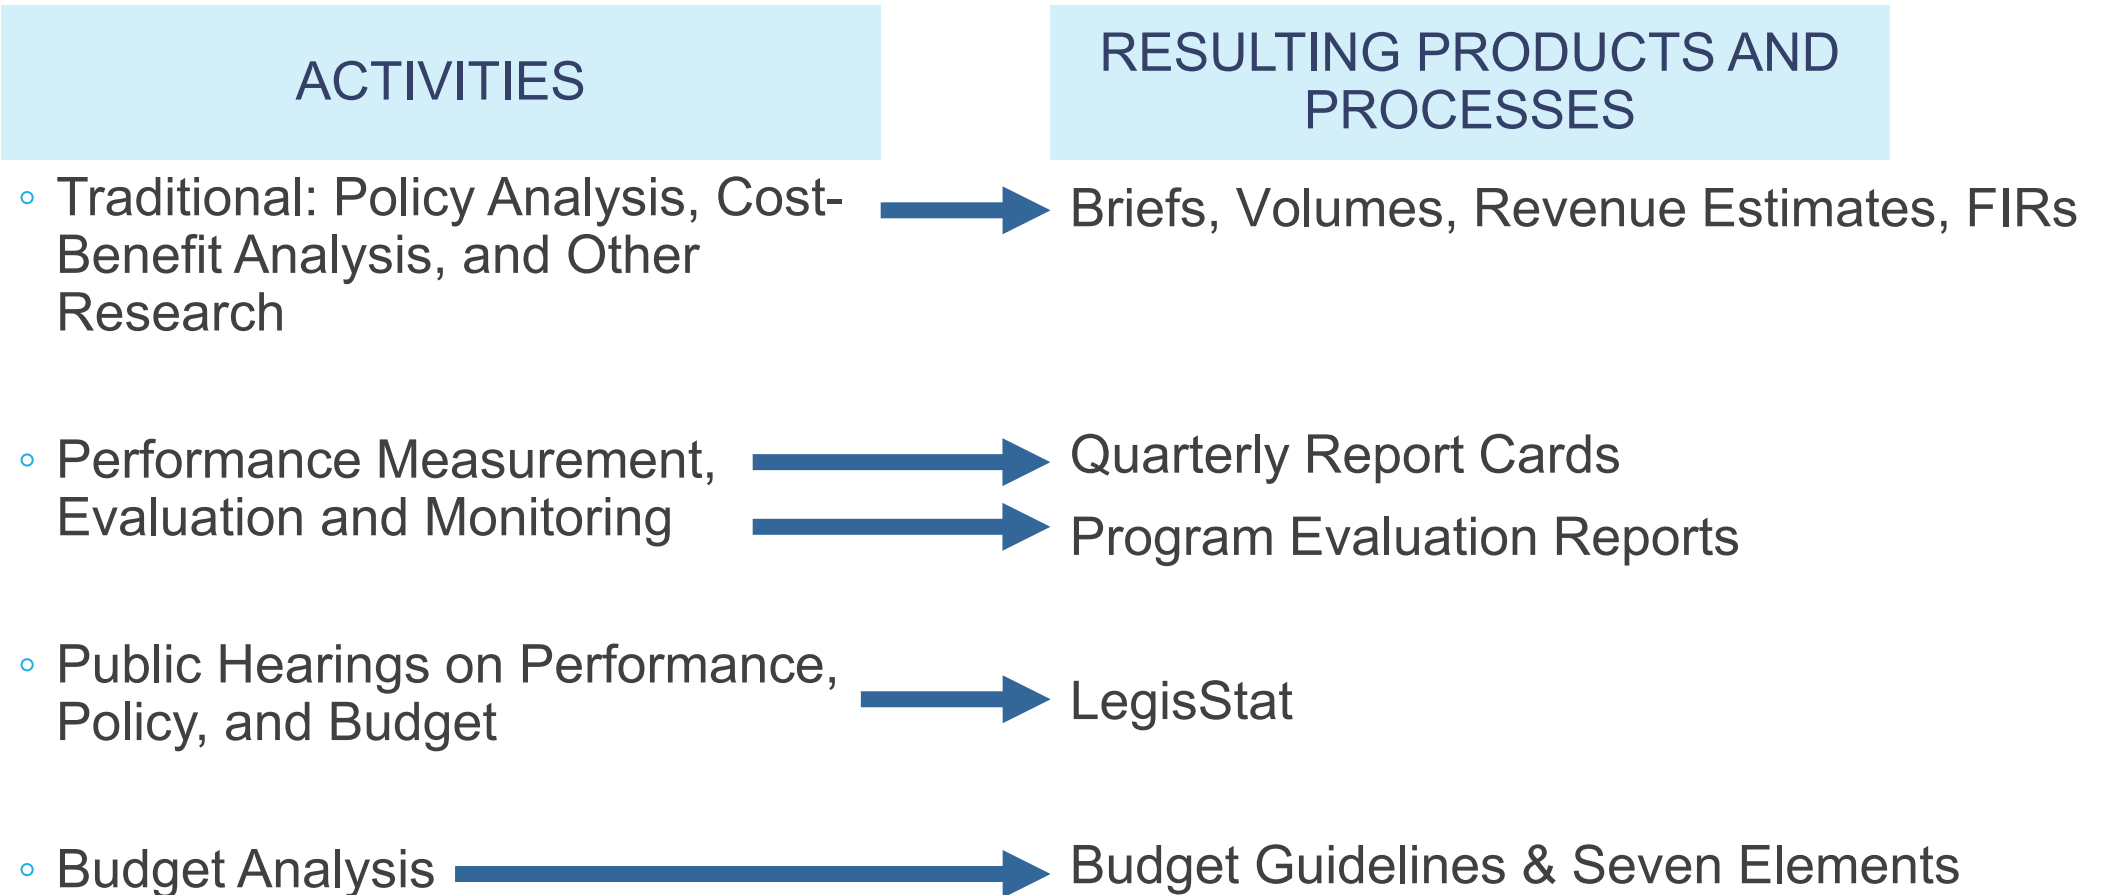 ACTIVITIES
RESULTING PRODUCTS AND
PROCESSES
◦ Traditional: Policy Analysis, Cost-
Benefit Analysis, and Other
Research
Briefs, Volumes, Revenue Estimates, FIRs
◦ Performance Measurement,
Evaluation and Monitoring
Quarterly Report Cards
Program Evaluation Reports
◦ Public Hearings on Performance,
Policy, and Budget
LegisStat
◦ Budget Analysis
Budget Guidelines & Seven Elements